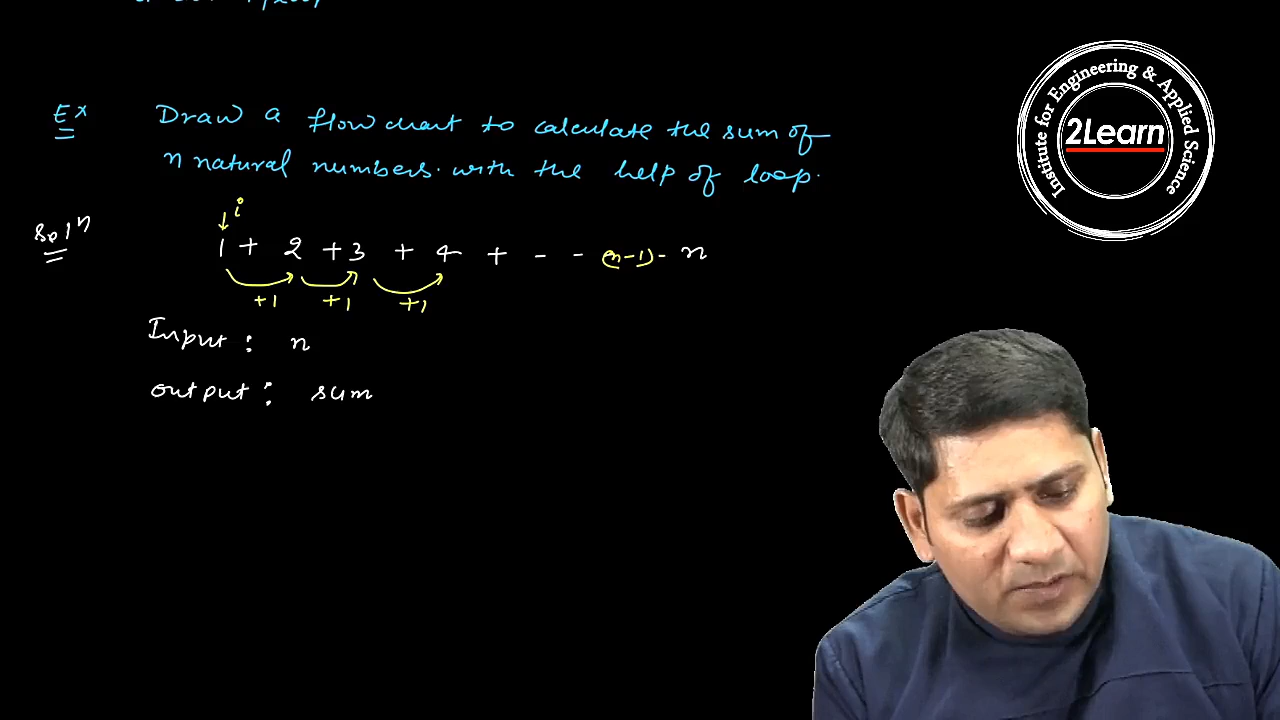 Ex Draw a flowchart to calculate the sum of
n natural numbers. with the help of loop.
i
Solⁿ 1 + 2 + 3 + 4 + - - (n-1) - n
+1 +1 +1
Input : n
output : sum
Institute for Engineering & Applied Science
2Learn